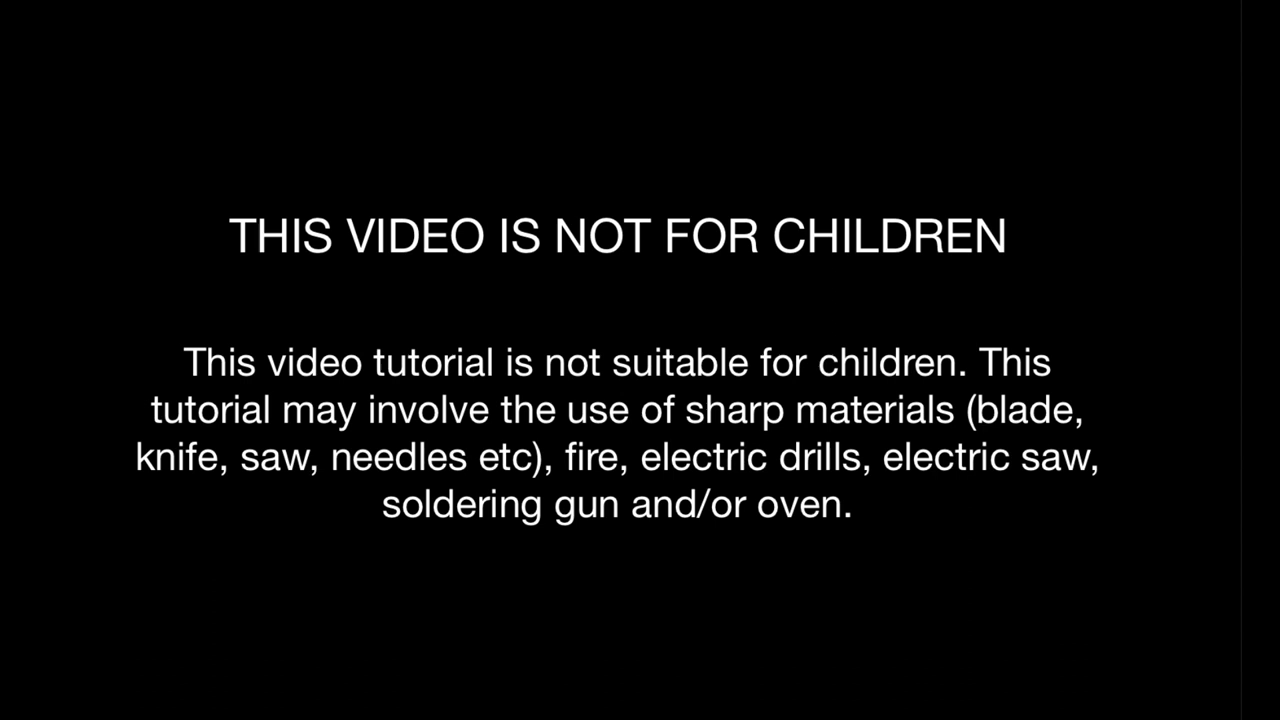 THIS VIDEO IS NOT FOR CHILDREN
This video tutorial is not suitable for children. This
tutorial may involve the use of sharp materials (blade,
knife, saw, needles etc), fire, electric drills, electric saw,
soldering gun and/or oven.